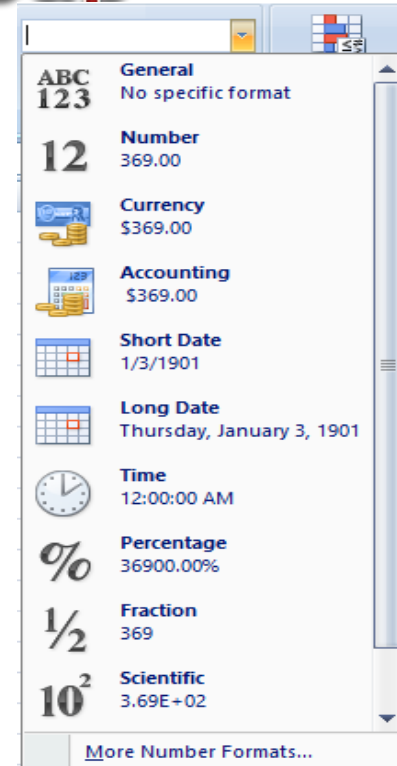 ABC
123
General
No specific format
12
Number
369.00
Currency
$369.00
123
Accounting
$369.00
Short Date
1/3/1901
Long Date
Thursday, January 3, 1901
Time
12:00:00 AM
%
Percentage
36900.00%
1/2
Fraction
369
10²
Scientific
3.69E+02
More Number Formats...